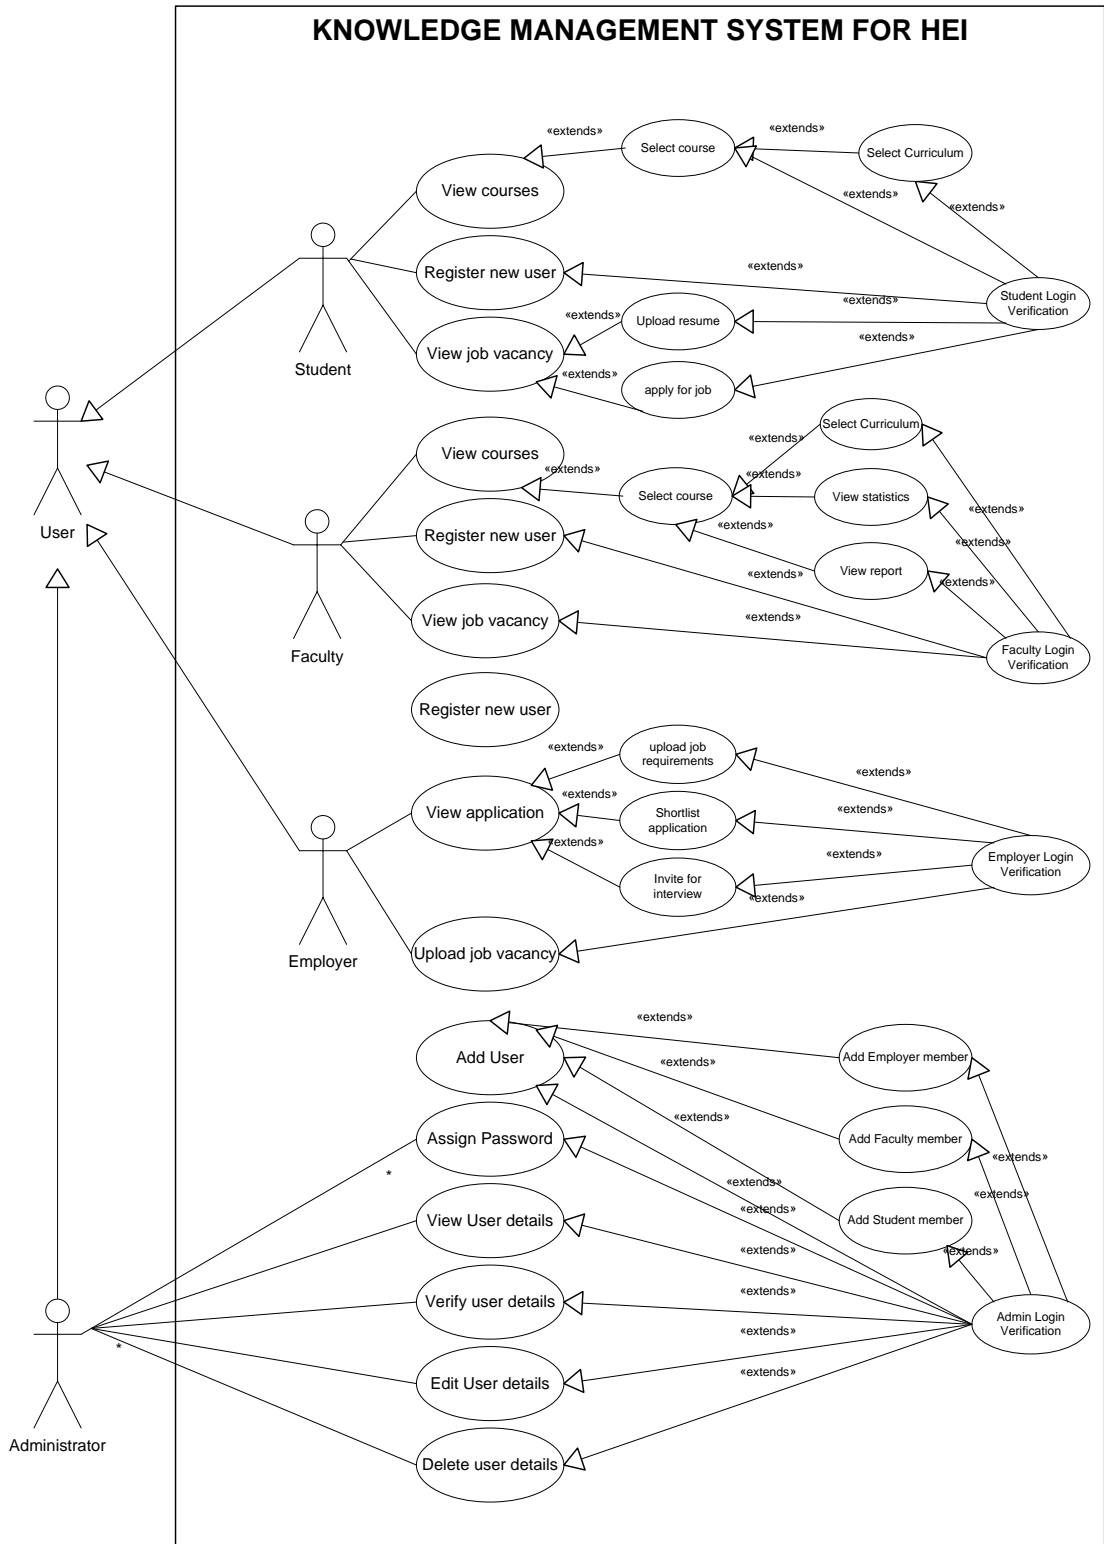 KNOWLEDGE MANAGEMENT SYSTEM FOR HEI
«extends»
«extends»
Select course
Select Curriculum
View courses
«extends»
«extends»
Register new user
«extends»
Student Login
Verification
«extends»
«extends»
Upload resume
View job vacancy
Student
«extends»
«extends»
apply for job
Select Curriculum
«extends»
View courses
«extends»
«extends»
Select course
View statistics
«extends»
User
Register new user
«extends»
«extends»
View report
«extends»
«extends»
View job vacancy
«extends»
Faculty
Faculty Login
Verification
Register new user
«extends»
upload job
requirements
«extends»
«extends»
View application
Shortlist
application
«extends»
«extends»
Employer Login
Verification
«extends»
Invite for
interview
«extends»
Upload job vacancy
Employer
«extends»
Add User
Add Employer member
«extends»
«extends»
Assign Password
Add Faculty member
«extends»
*
«extends»
«extends»
«extends»
View User details
Add Student member
«extends»
«extends»
Verify user details
«extends»
Admin Login
Verification
*
«extends»
«extends»
Edit User details
Administrator
Delete user details